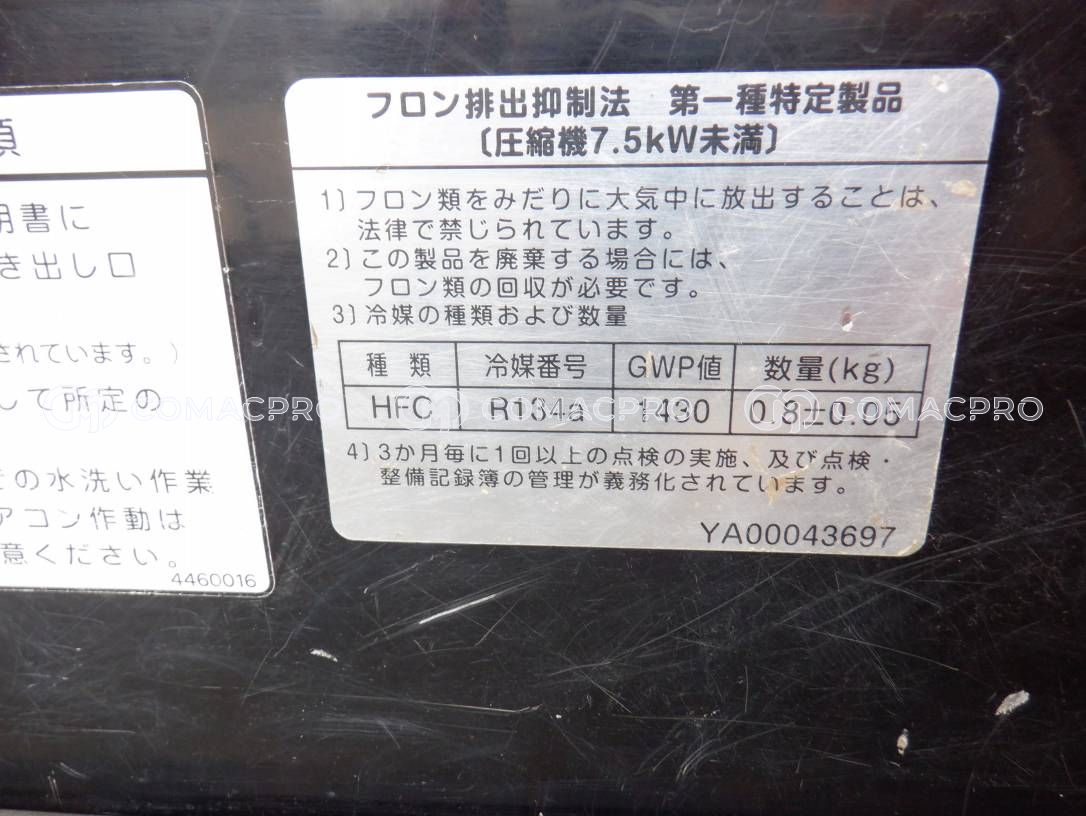 項
明書に
き出し口
されています。)
して所定の
の水洗い作業
アコン作動は
意ください。
4460016
フロン排出抑制法 第一種特定製品
〔圧縮機7.5kW未満〕
1)フロン類をみだりに大気中に放出することは、
法律で禁じられています。
2)この製品を廃棄する場合には、
フロン類の回収が必要です。
3)冷媒の種類および数量
種類 冷媒番号 GWP値 数量(kg)
HFC R134a 1430 0.8±0.05
4)3か月毎に1回以上の点検の実施、及び点検・
整備記録簿の管理が義務化されています。
YA00043697
COMACPRO COMACPRO COMACPRO